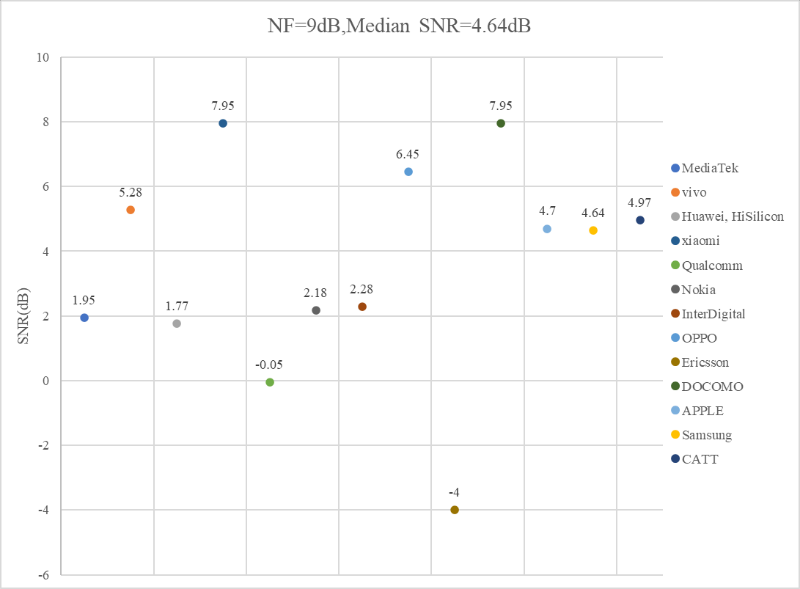 NF=9dB,Median SNR=4.64dB
10
8
6
4
2
0
-2
-4
-6
SNR(dB)
1.95
5.28
1.77
7.95
-0.05
2.18
2.28
6.45
-4
7.95
4.7
4.64
4.97
MediaTek
vivo
Huawei, HiSilicon
xiaomi
Qualcomm
Nokia
InterDigital
OPPO
Ericsson
DOCOMO
APPLE
Samsung
CATT